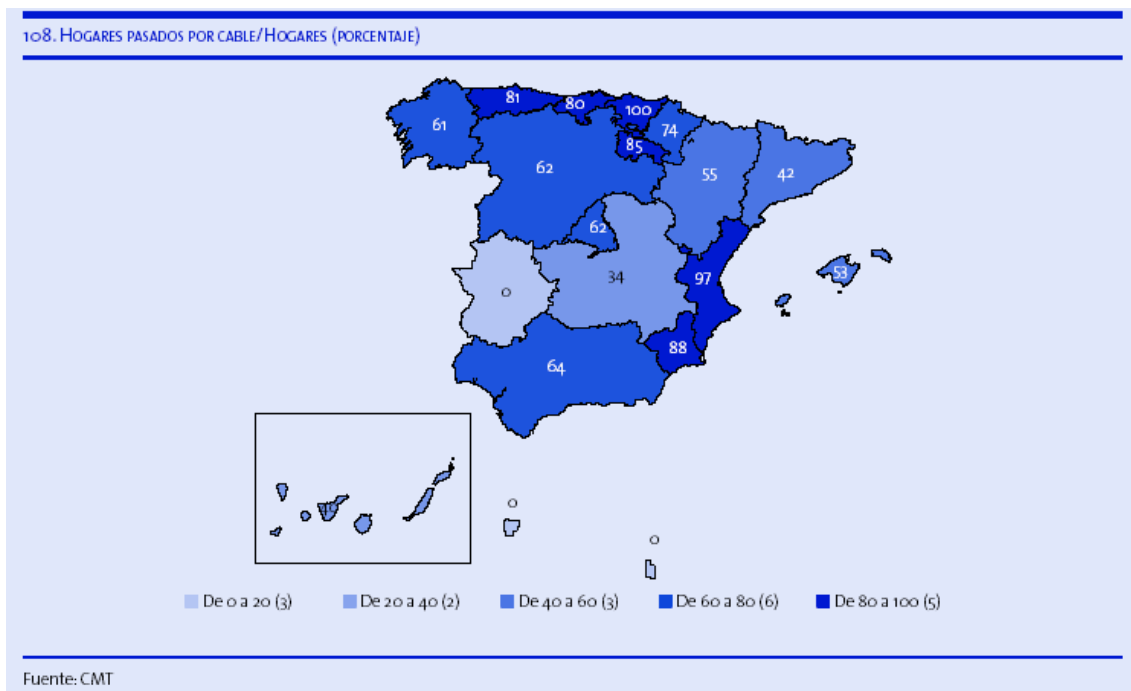 108. HOGARES PASADOS POR CABLE/HOGARES (PORCENTAJE)
81
80
100
61
74
85
62
55
42
62
53
97
34
0
88
64
0
0
De 0 a 20 (3)
De 20 a 40 (2)
De 40 a 60 (3)
De 60 a 80 (6)
De 80 a 100 (5)
Fuente: CMT